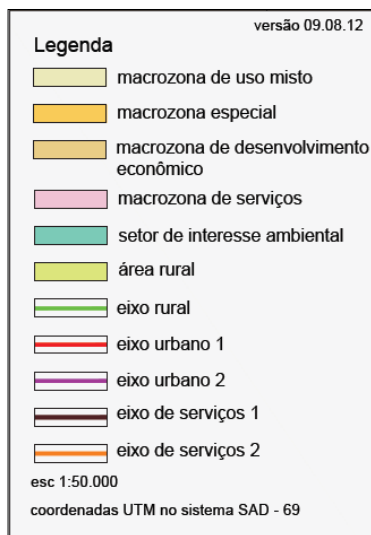 versão 09.08.12
Legenda
macrozona de uso misto
macrozona especial
macrozona de desenvolvimento
econômico
macrozona de serviços
setor de interesse ambiental
área rural
eixo rural
eixo urbano 1
eixo urbano 2
eixo de serviços 1
eixo de serviços 2
esc 1:50.000
coordenadas UTM no sistema SAD - 69